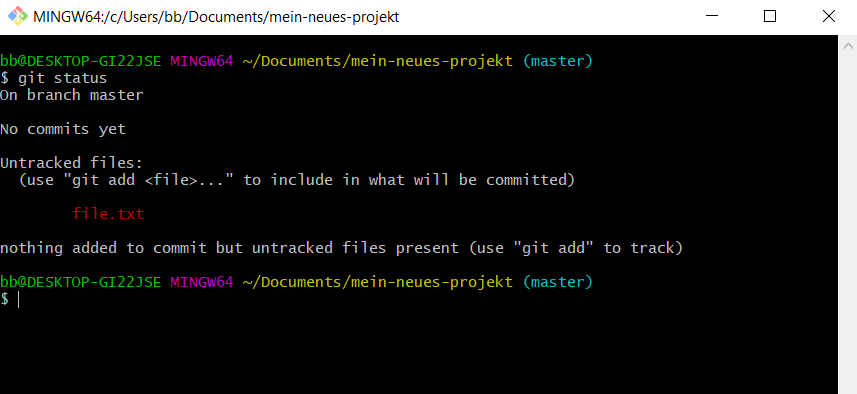 MINGW64:/c/Users/bb/Documents/mein-neues-projekt
bb@DESKTOP-GI22JSE MINGW64 ~/Documents/mein-neues-projekt (master)
$ git status
On branch master
No commits yet
Untracked files:
(use "git add <file>..." to include in what will be committed)
file.txt
nothing added to commit but untracked files present (use "git add" to track)
bb@DESKTOP-GI22JSE MINGW64 ~/Documents/mein-neues-projekt (master)
$